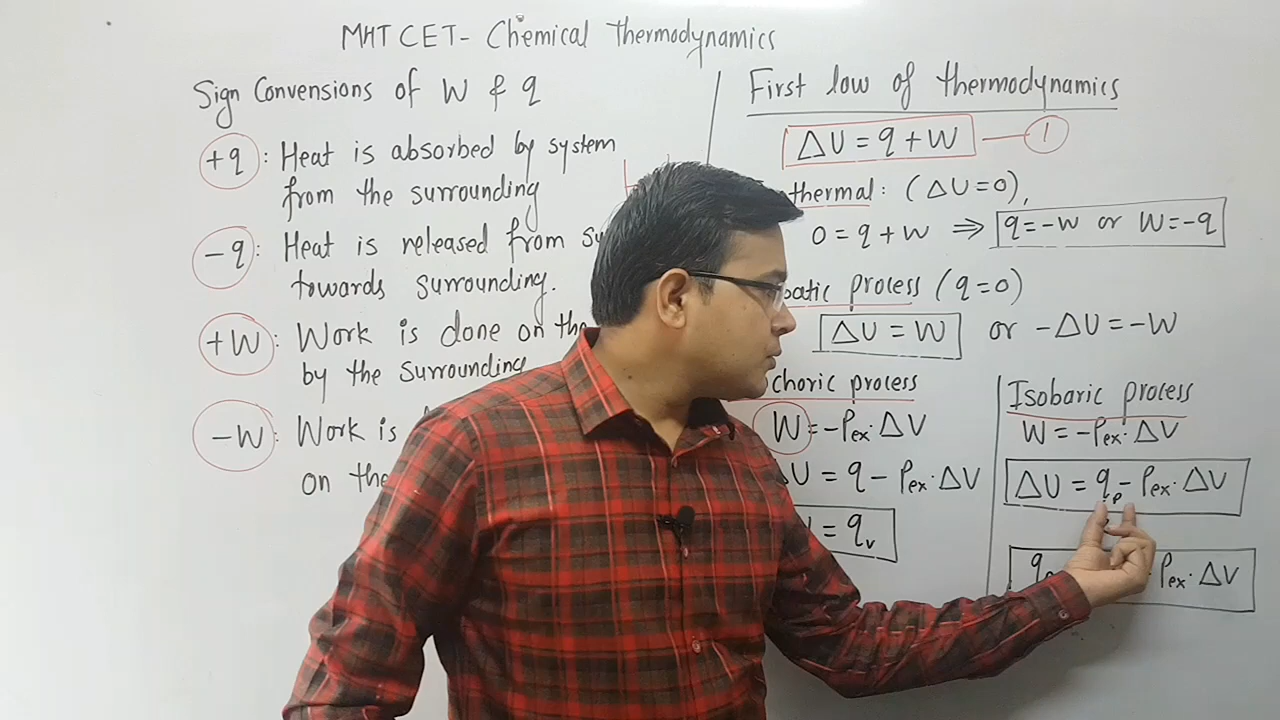 MHT CET- Chemical Thermodynamics
Sign Convensions of W & q
+q : Heat is absorbed by system
from the surrounding
-q : Heat is released from
towards surrounding.
+W : Work is done on the
by the surrounding
-W : Work is
on the
First low of thermodynamics
ΔU = q + W — 1
thermal : (ΔU=0),
0 = q + W ⇒ q=-W or W=-q
batic process (q=0)
ΔU = W or -ΔU = -W
choric process
W = -Pex·ΔV
ΔU = q - Pex·ΔV
= qv
Isobaric process
W = -Pex·ΔV
ΔU = qp - Pex·ΔV
Pex·ΔV